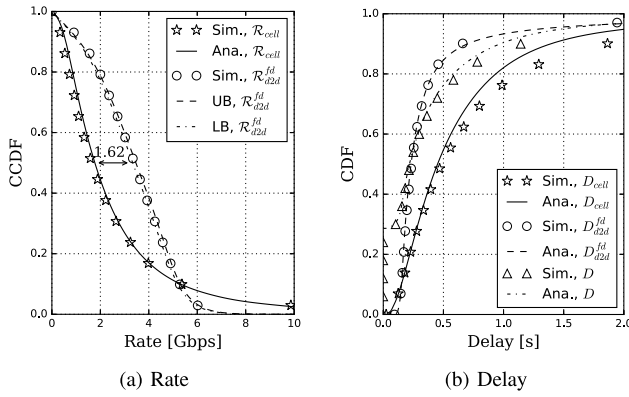 CCDF
1.0
0.8
0.6
0.4
0.2
0.0
0
2
4
6
8
10
Rate [Gbps]
1.62
Sim., R_cell
Ana., R_cell
Sim., R^fd_d2d
UB, R^fd_d2d
LB, R^fd_d2d
(a) Rate
CDF
1.0
0.8
0.6
0.4
0.2
0.0
0.0
0.5
1.0
1.5
2.0
Delay [s]
Sim., D_cell
Ana., D_cell
Sim., D^fd_d2d
Ana., D^fd_d2d
Sim., D
Ana., D
(b) Delay